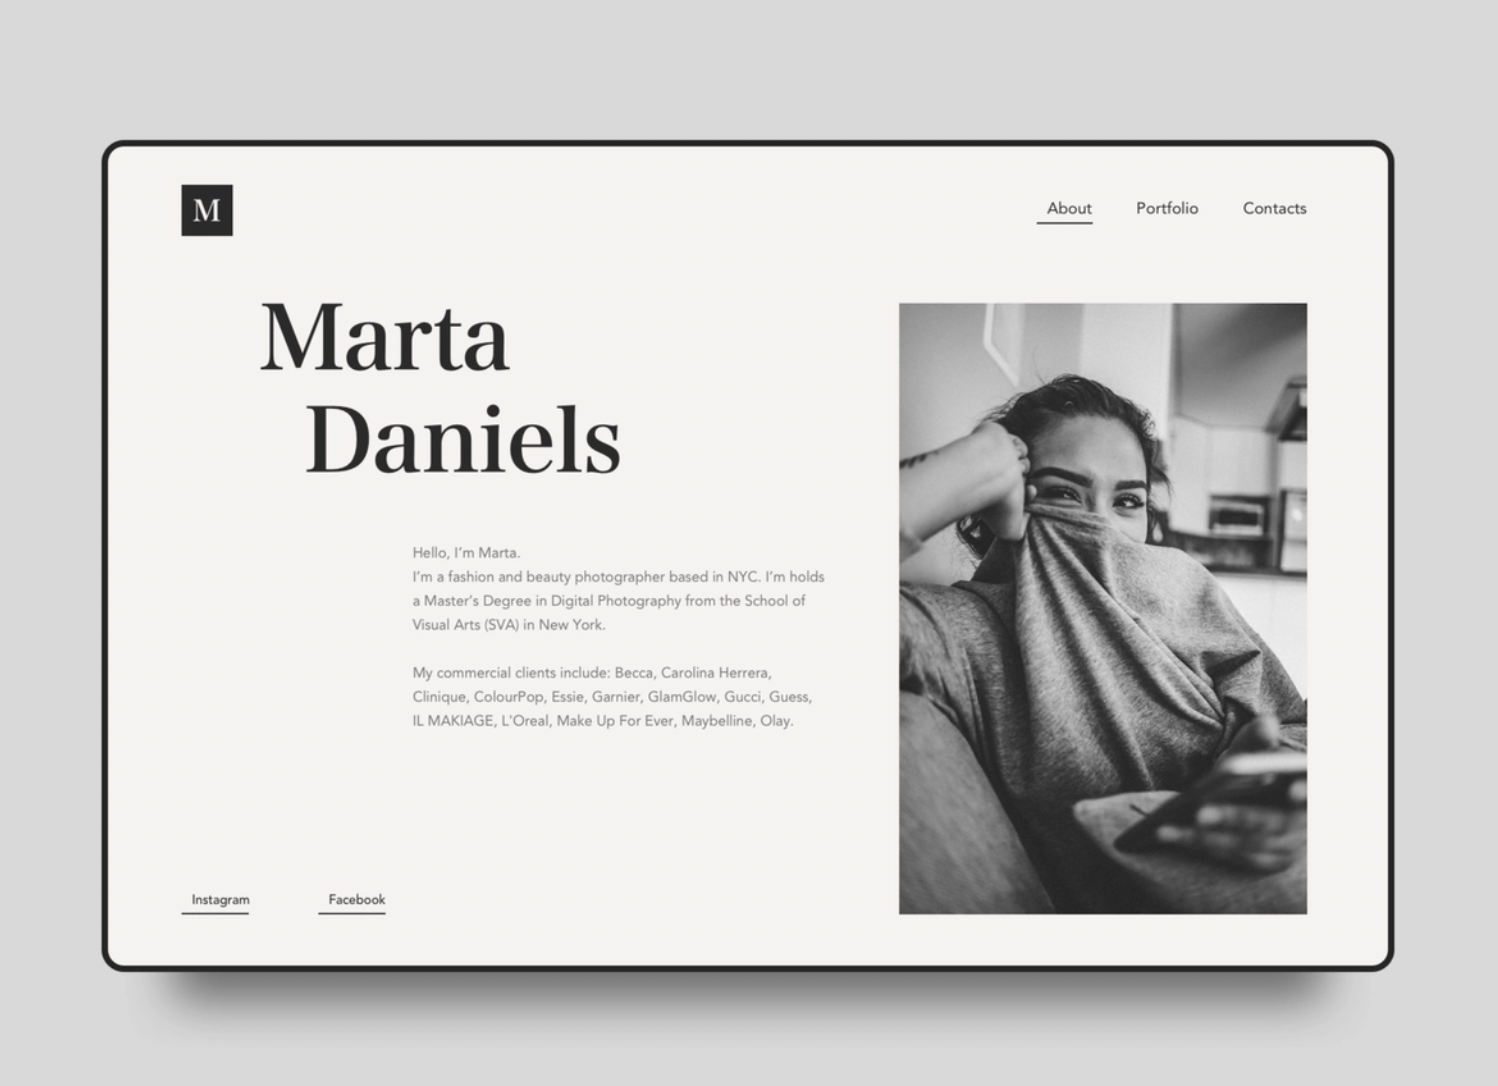 M
About
Portfolio
Contacts
Marta
Daniels
Hello, I’m Marta.
I’m a fashion and beauty photographer based in NYC. I’m holds
a Master’s Degree in Digital Photography from the School of
Visual Arts (SVA) in New York.
My commercial clients include: Becca, Carolina Herrera,
Clinique, ColourPop, Essie, Garnier, GlamGlow, Gucci, Guess,
IL MAKIAGE, L'Oreal, Make Up For Ever, Maybelline, Olay.
Instagram
Facebook